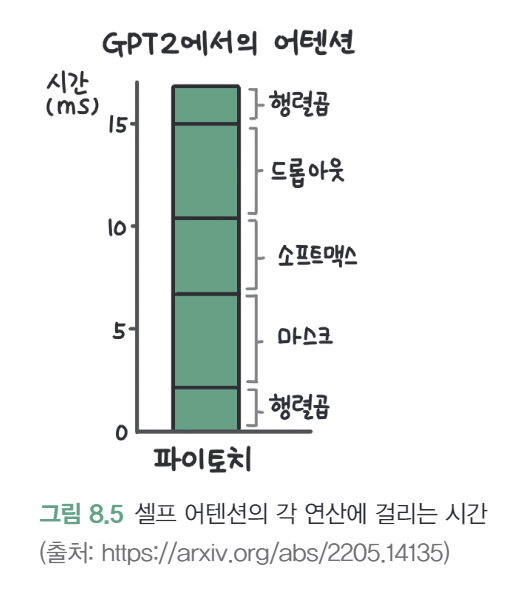 GPT2에서의 어텐션
시간
(ms)
15
10
5
0
행렬곱
드롭아웃
소프트맥스
마스크
행렬곱
파이토치
그림 8.5 셀프 어텐션의 각 연산에 걸리는 시간
(출처: https://arxiv.org/abs/2205.14135)